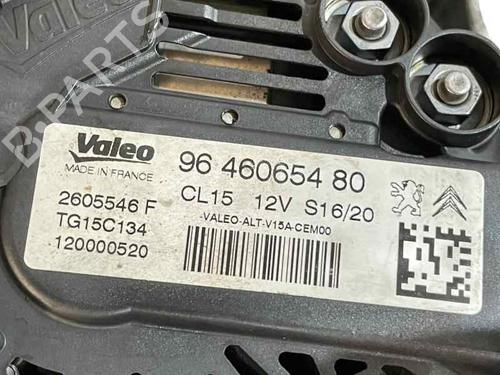 Valeo
B-PARTS
Valeo
MADE IN FRANCE
96 460654 80
2605546 F
CL15 12V S16/20
TG15C134
-VALEO-ALT-V15A-CEM00
120000520